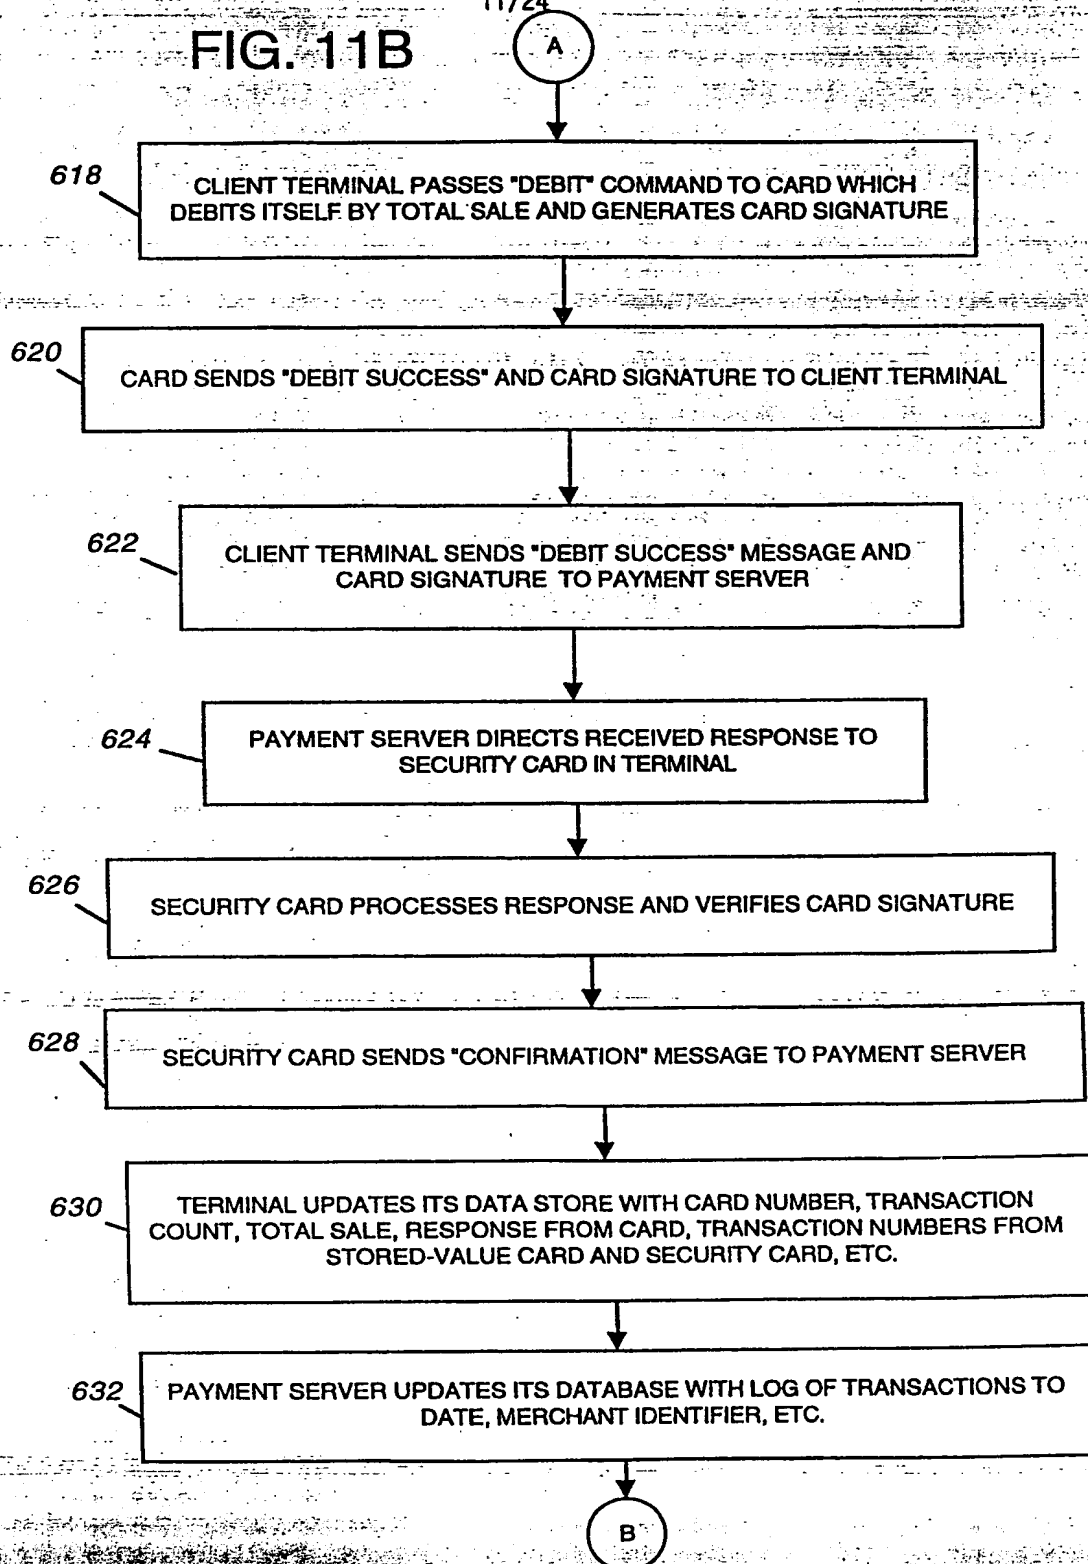 11/24
FIG. 11B
A
618
CLIENT TERMINAL PASSES "DEBIT" COMMAND TO CARD WHICH
DEBITS ITSELF BY TOTAL SALE AND GENERATES CARD SIGNATURE
620
CARD SENDS "DEBIT SUCCESS" AND CARD SIGNATURE TO CLIENT TERMINAL
622
CLIENT TERMINAL SENDS "DEBIT SUCCESS" MESSAGE AND
CARD SIGNATURE TO PAYMENT SERVER
624
PAYMENT SERVER DIRECTS RECEIVED RESPONSE TO
SECURITY CARD IN TERMINAL
626
SECURITY CARD PROCESSES RESPONSE AND VERIFIES CARD SIGNATURE
628
SECURITY CARD SENDS "CONFIRMATION" MESSAGE TO PAYMENT SERVER
630
TERMINAL UPDATES ITS DATA STORE WITH CARD NUMBER, TRANSACTION
COUNT, TOTAL SALE, RESPONSE FROM CARD, TRANSACTION NUMBERS FROM
STORED-VALUE CARD AND SECURITY CARD, ETC.
632
PAYMENT SERVER UPDATES ITS DATABASE WITH LOG OF TRANSACTIONS TO
DATE, MERCHANT IDENTIFIER, ETC.
B